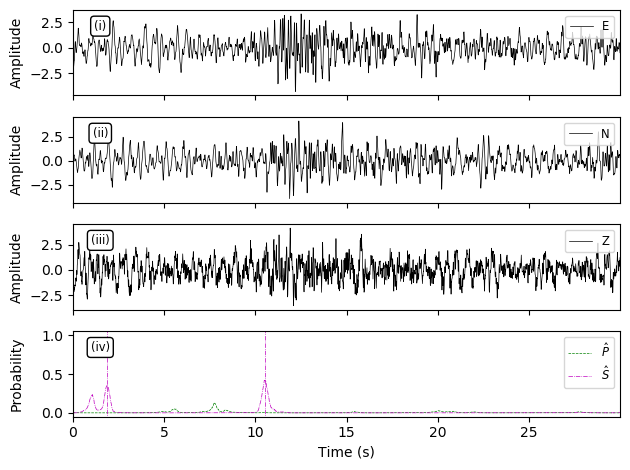 (i)
E
Amplitude
2.5
0.0
−2.5
(ii)
N
Amplitude
2.5
0.0
−2.5
(iii)
Z
Amplitude
2.5
0.0
−2.5
(iv)
P̂
Ŝ
Probability
1.0
0.5
0.0
0 5 10 15 20 25
Time (s)